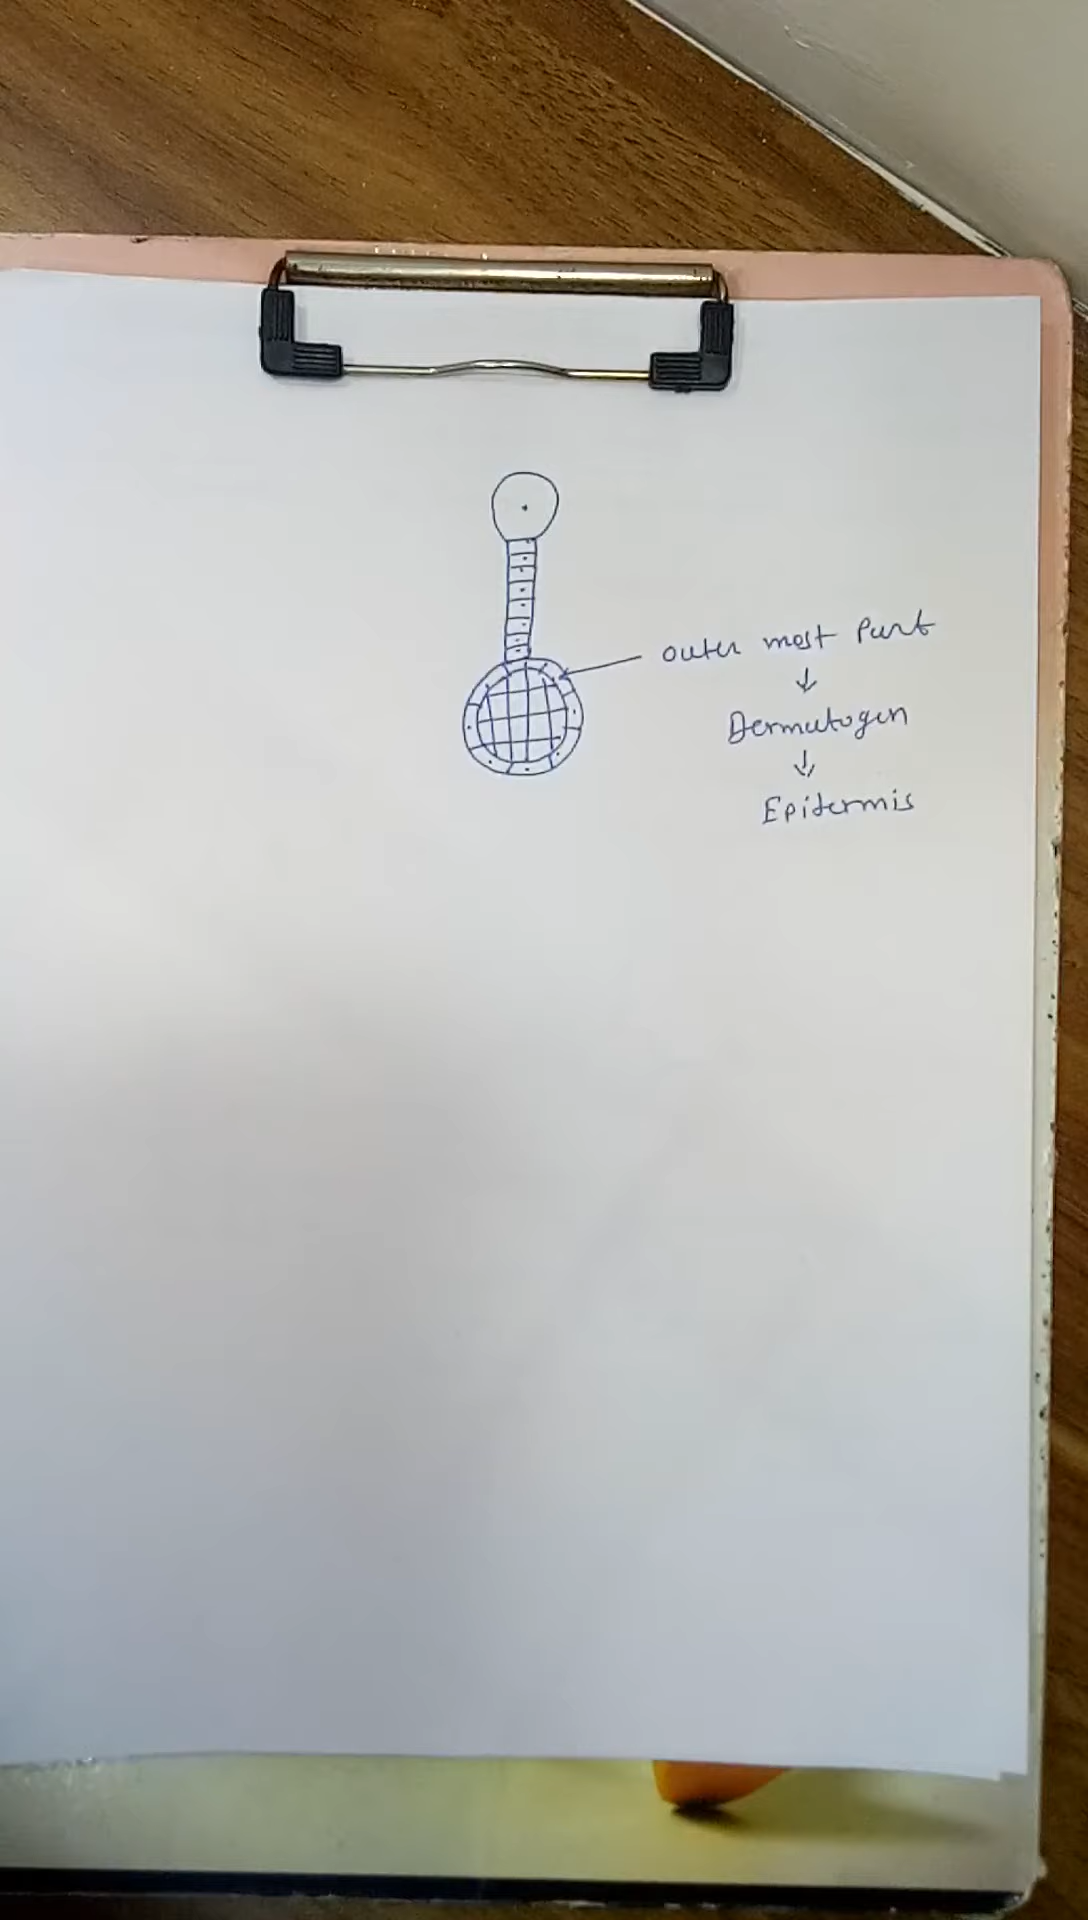 outer most Part
↓
Dermatogen
↓
Epidermis